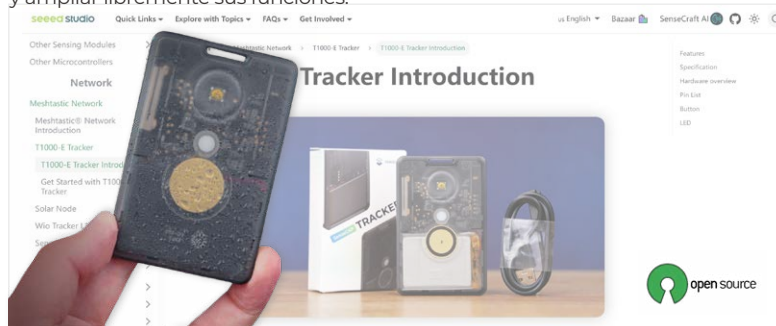 y ampliar libremente sus funciones.
seeed studio Quick Links Explore with Topics FAQs Get Involved us English Bazaar SenseCraft AI
Other Sensing Modules
Other Microcontrollers
Network
Meshtastic Network
Meshtastic® Network
Introduction
T1000-E Tracker
T1000-E Tracker
Get Started with T100
Tracker
Solar Node
Wio Tracker
Network > T1000-E Tracker > T1000-E Tracker Introduction
Tracker Introduction
TRACKER
Features
Specification
Hardware overview
Pin List
Button
LED
open source